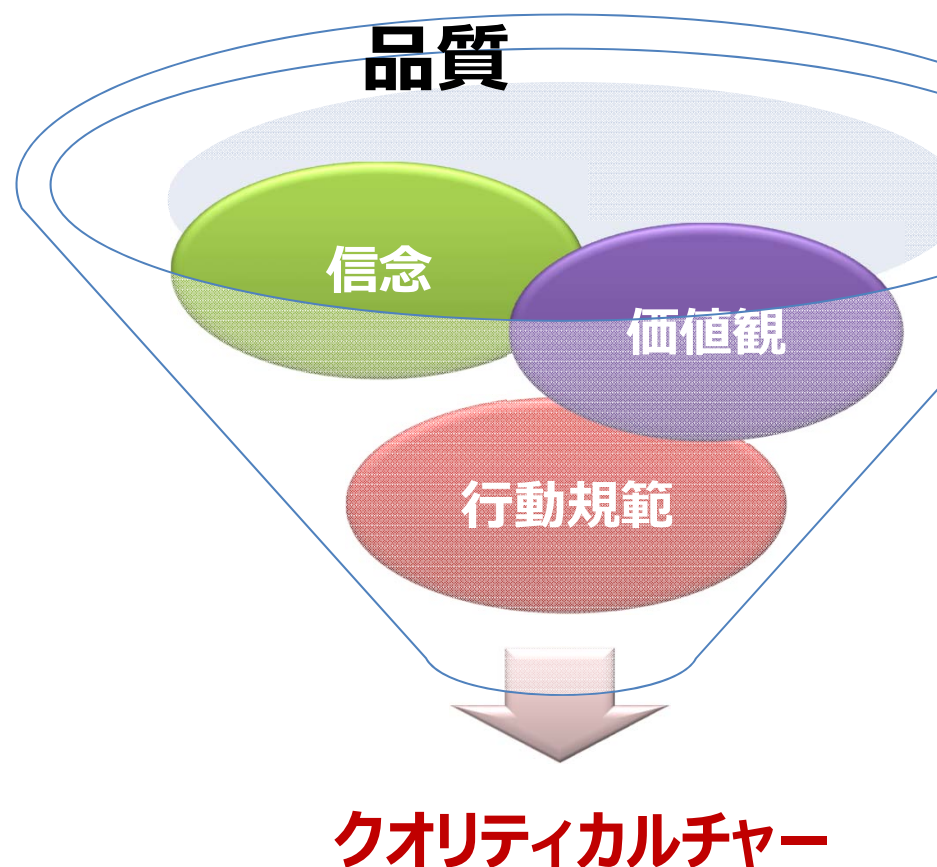 品質
信念
価値観
行動規範
クオリティカルチャー